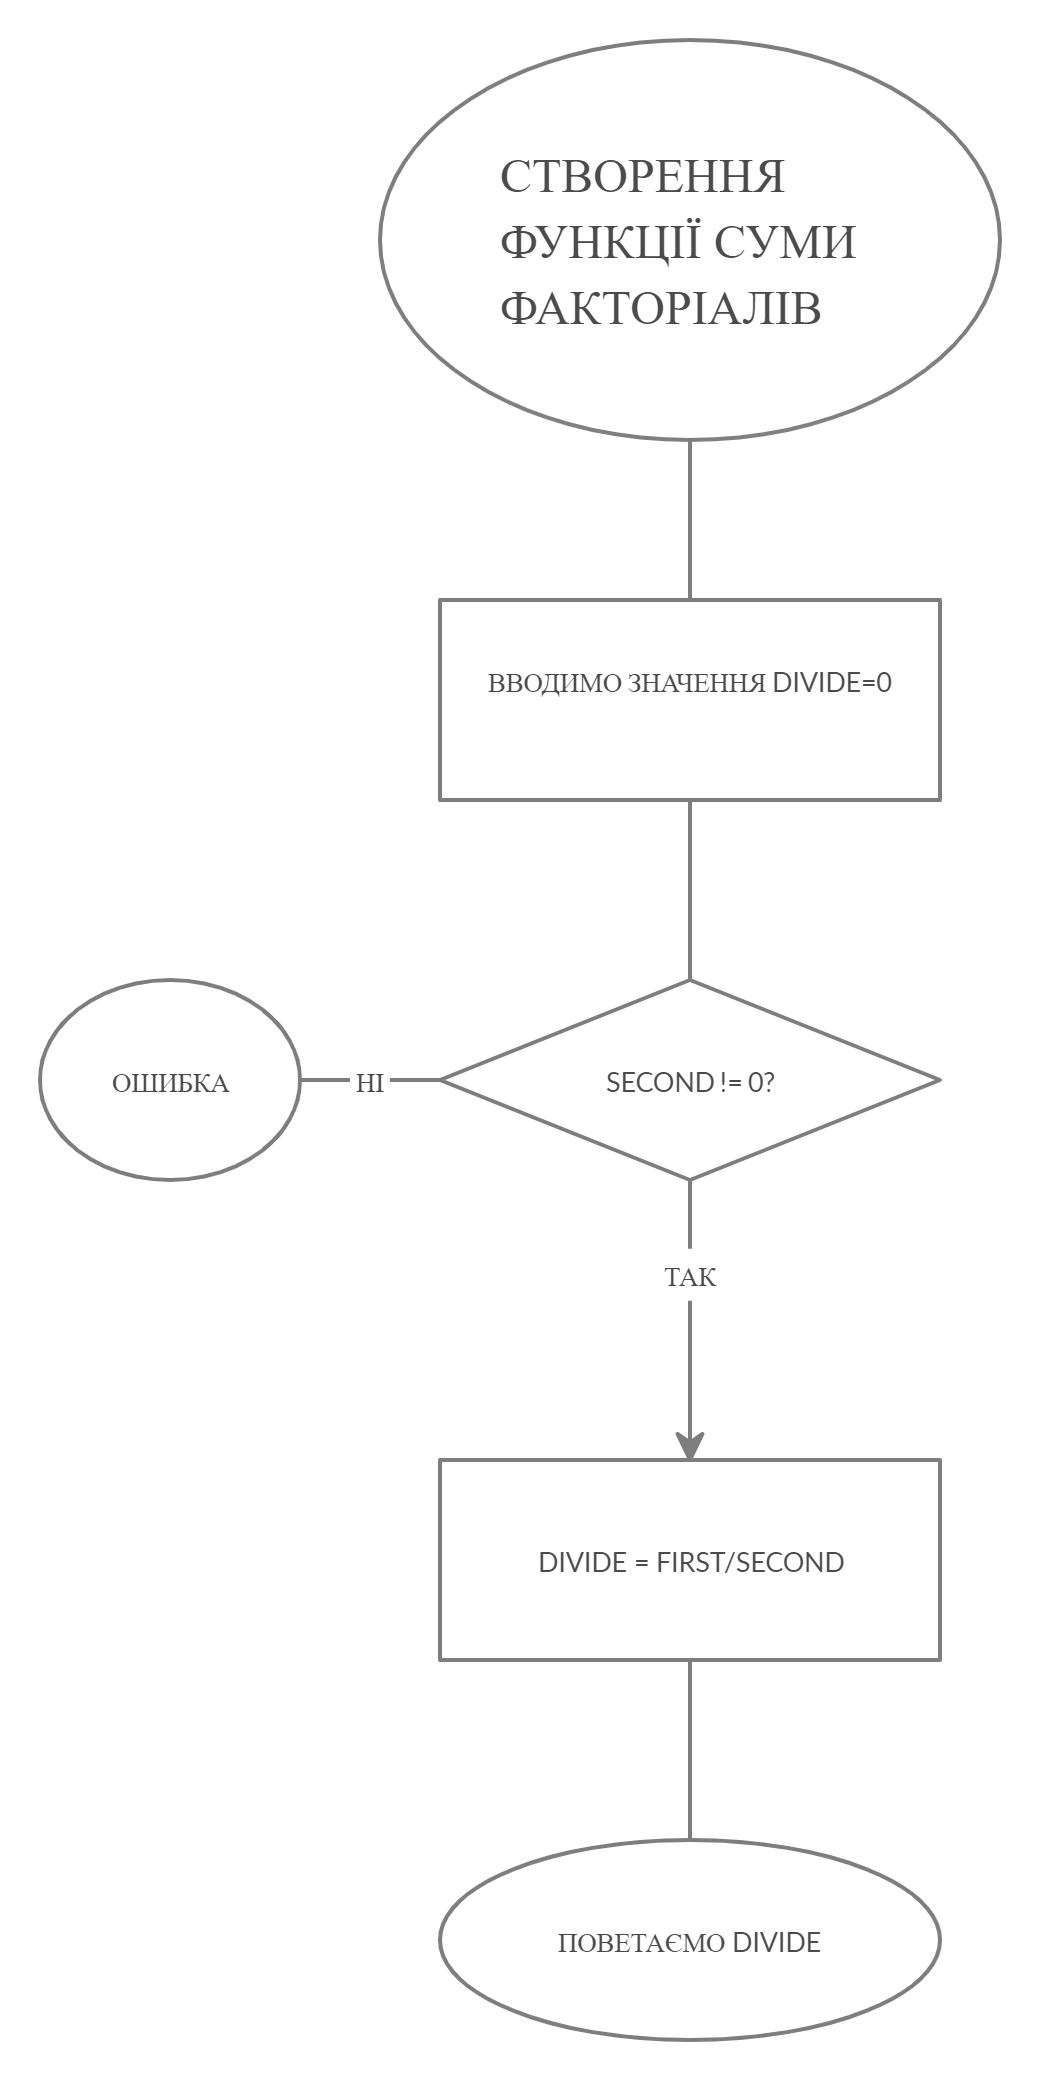 СТВОРЕННЯ
ФУНКЦІЇ СУМИ
ФАКТОРІАЛІВ
ВВОДИМО ЗНАЧЕННЯ DIVIDE=0
SECOND != 0?
НІ
ОШИБКА
ТАК
DIVIDE = FIRST/SECOND
ПОВЕТАЄМО DIVIDE